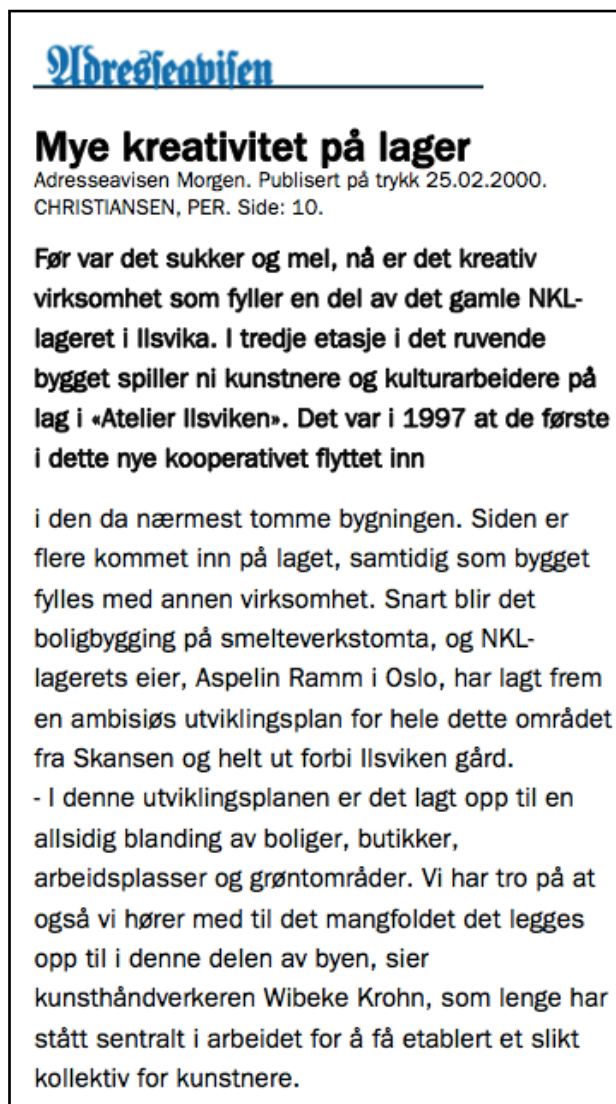 Adresseavisen
Mye kreativitet på lager
Adresseavisen Morgen. Publisert på trykk 25.02.2000.
CHRISTIANSEN, PER. Side: 10.
Før var det sukker og mel, nå er det kreativ
virksomhet som fyller en del av det gamle NKL-
lageret i Ilsvika. I tredje etasje i det ruvende
bygget spiller ni kunstnere og kulturarbeidere på
lag i «Atelier Ilsviken». Det var i 1997 at de første
i dette nye kooperativet flyttet inn
i den da nærmest tomme bygningen. Siden er
flere kommet inn på laget, samtidig som bygget
fylles med annen virksomhet. Snart blir det
boligbygging på smelteverkstomta, og NKL-
lagerets eier, Aspelin Ramm i Oslo, har lagt frem
en ambisiøs utviklingsplan for hele dette området
fra Skansen og helt ut forbi Ilsviken gård.
- I denne utviklingsplanen er det lagt opp til en
allsidig blanding av boliger, butikker,
arbeidsplasser og grøntområder. Vi har tro på at
også vi hører med til det mangfoldet det legges
opp til i denne delen av byen, sier
kunsthåndverkeren Wibeke Krohn, som lenge har
stått sentralt i arbeidet for å få etablert et slikt
kollektiv for kunstnere.